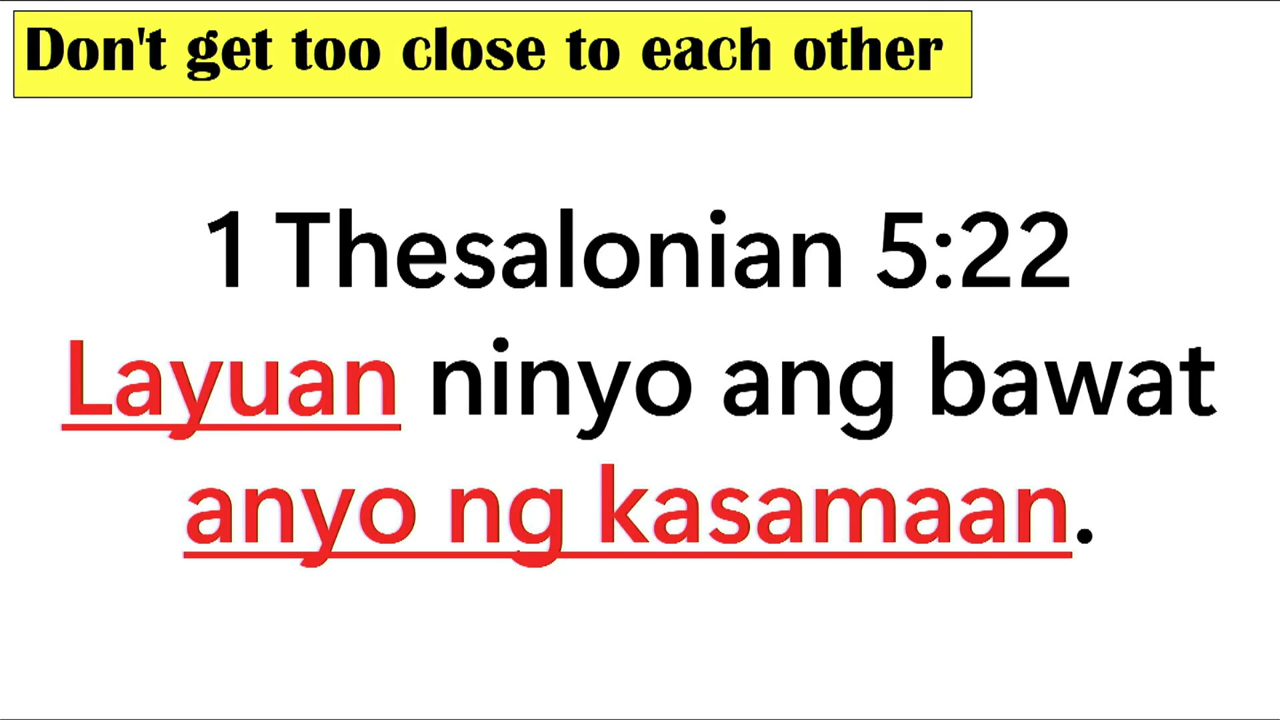 Don't get too close to each other
1 Thesalonian 5:22
Layuan ninyo ang bawat
anyo ng kasamaan.